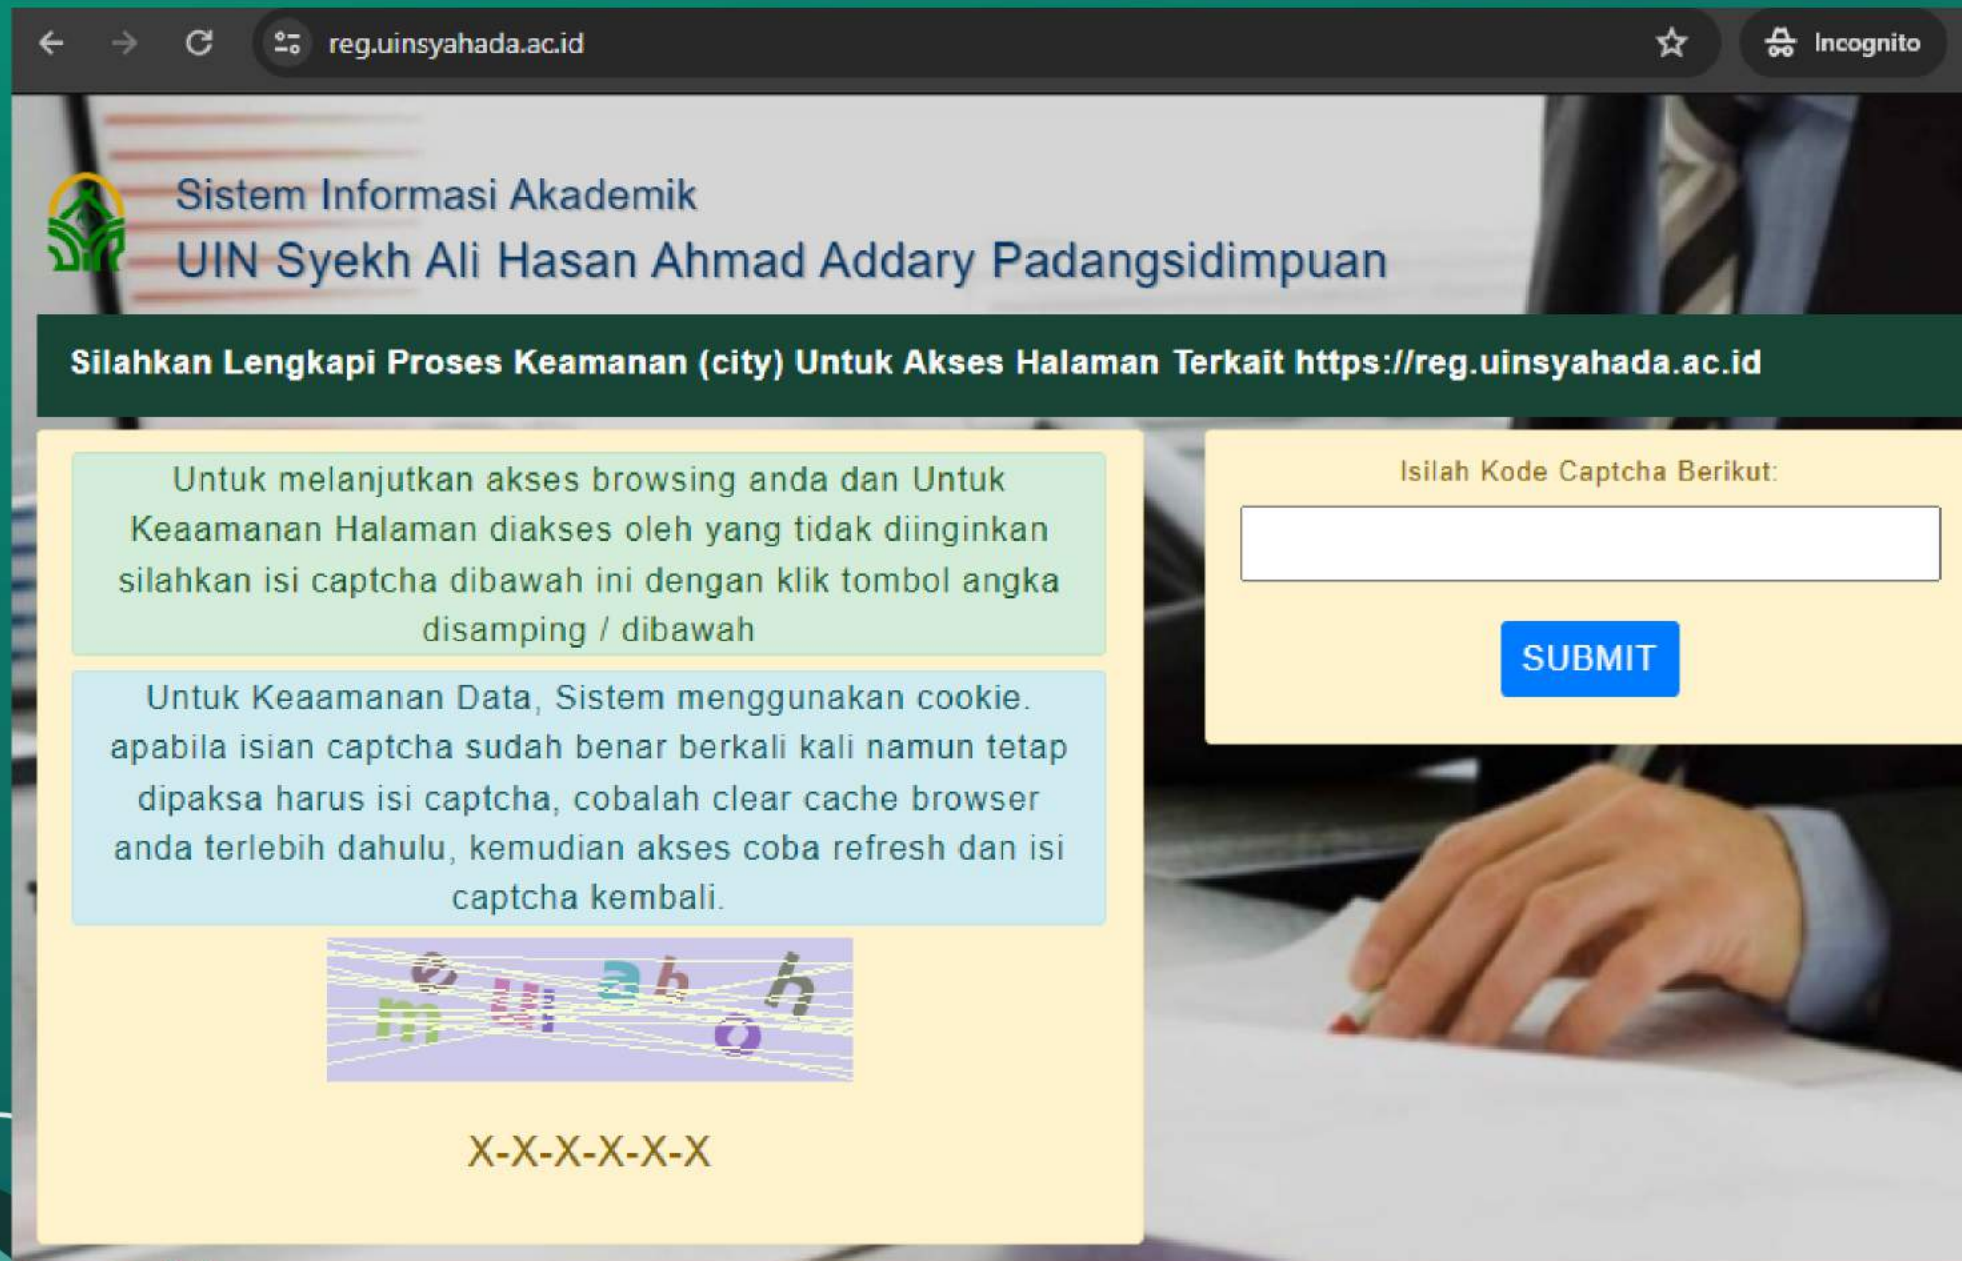 reg.uinsyahada.ac.id
Incognito
Sistem Informasi Akademik
UIN Syekh Ali Hasan Ahmad Addary Padangsidimpuan
Silahkan Lengkapi Proses Keamanan (city) Untuk Akses Halaman Terkait https://reg.uinsyahada.ac.id
Untuk melanjutkan akses browsing anda dan Untuk
Keaamanan Halaman diakses oleh yang tidak diinginkan
silahkan isi captcha dibawah ini dengan klik tombol angka
disamping / dibawah
Untuk Keaamanan Data, Sistem menggunakan cookie.
apabila isian captcha sudah benar berkali kali namun tetap
dipaksa harus isi captcha, cobalah clear cache browser
anda terlebih dahulu, kemudian akses coba refresh dan isi
captcha kembali.
X-X-X-X-X-X
Isilah Kode Captcha Berikut:
SUBMIT